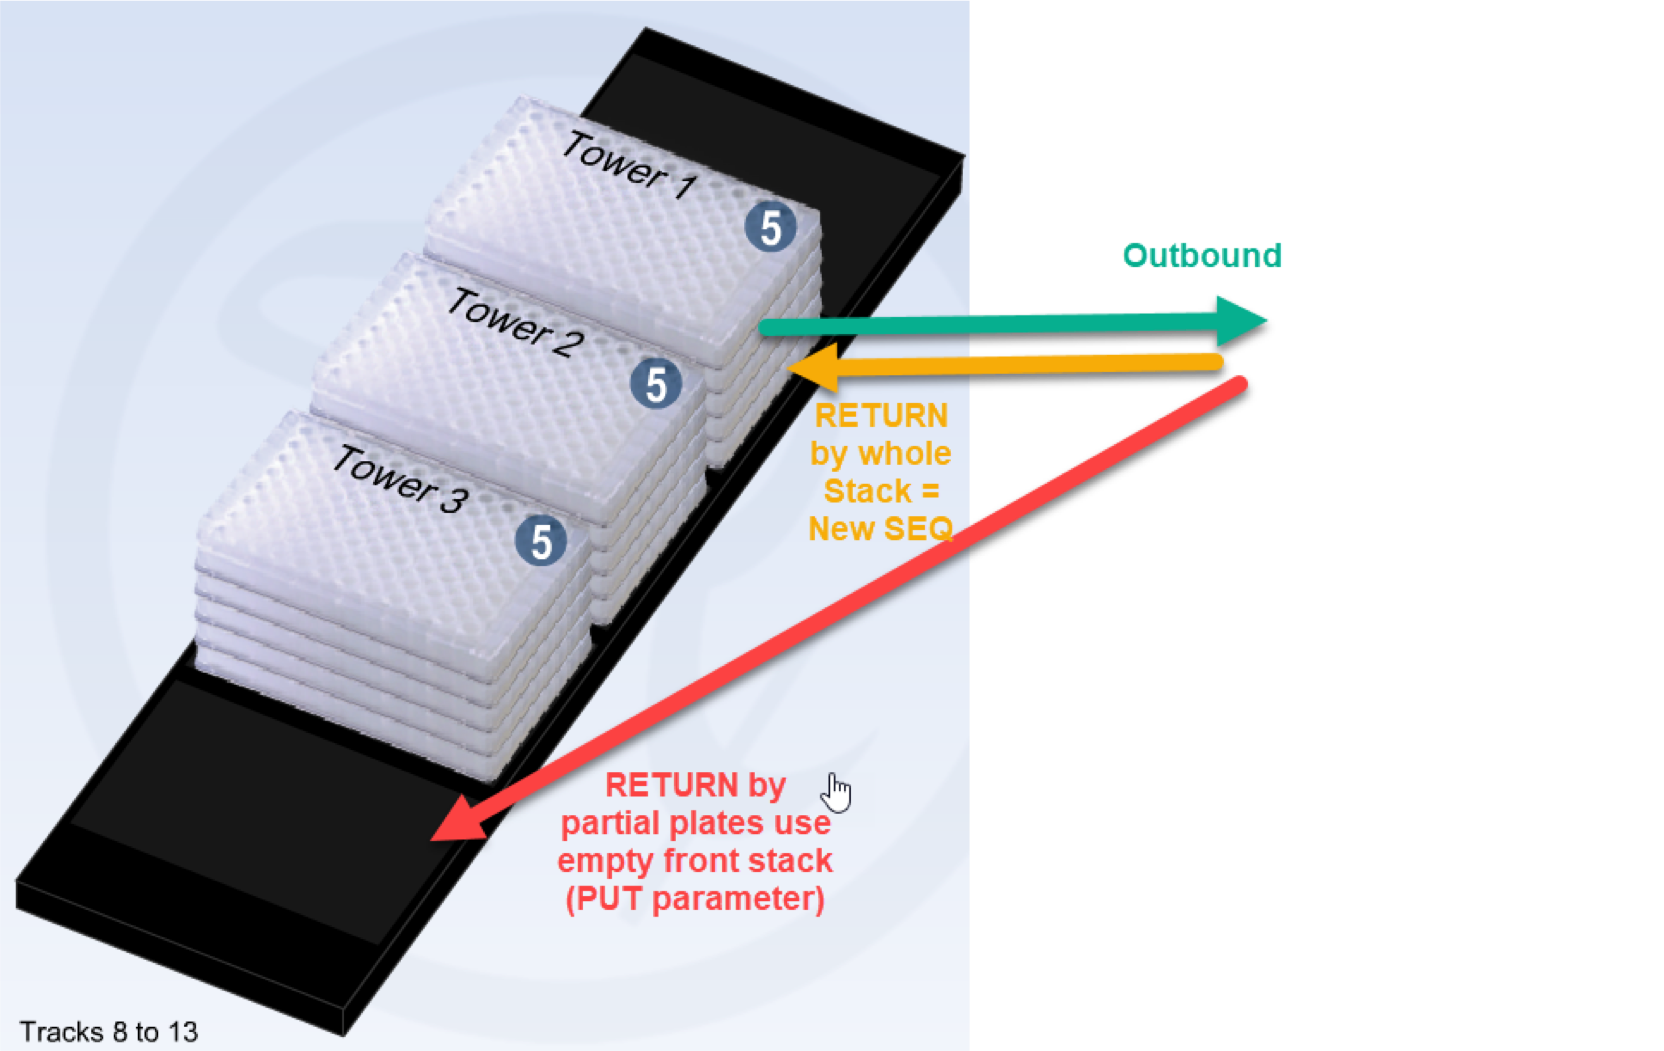 Tower 1
5
Tower 2
5
Tower 3
5
Outbound
RETURN
by whole
Stack =
New SEQ
RETURN by
partial plates use
empty front stack
(PUT parameter)
Tracks 8 to 13